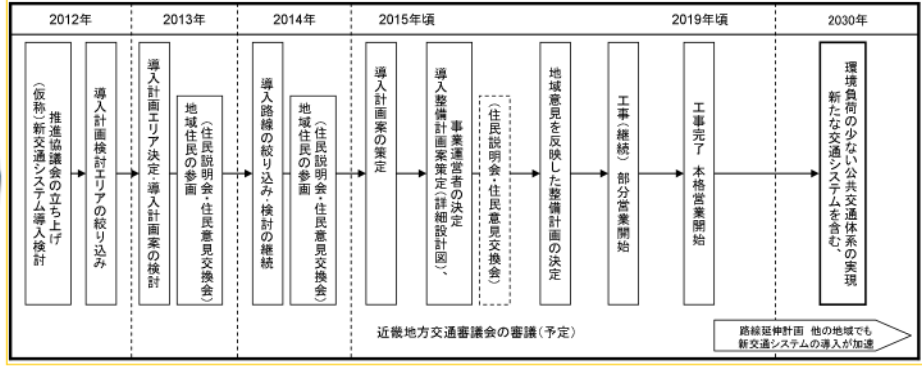 2012年
2013年
2014年
2015年頃
2019年頃
2030年
(仮称)新交通システム導入検討
推進協議会の立ち上げ
導入計画検討エリアの絞り込み
導入計画エリア決定・導入計画案の検討
地域住民の参画
(住民説明会・住民意見交換会)
導入路線の絞り込み・検討の継続
地域住民の参画
(住民説明会・住民意見交換会)
導入計画案の策定
導入整備計画案策定(詳細設計図)、
事業運営者の決定
(住民説明会・住民意見交換会)
地域意見を反映した整備計画の決定
工事(継続) 部分営業開始
工事完了 本格営業開始
新たな交通システムを含む、
環境負荷の少ない公共交通体系の実現
近畿地方交通審議会の審議(予定)
路線延伸計画 他の地域でも
新交通システムの導入が加速